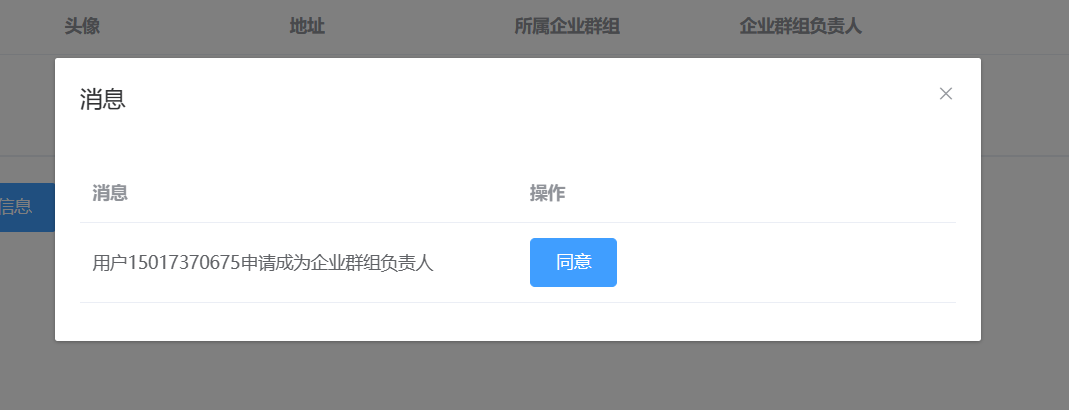 头像 地址 所属企业群组 企业群组负责人
消息
消息 操作
信息
用户15017370675申请成为企业群组负责人 同意